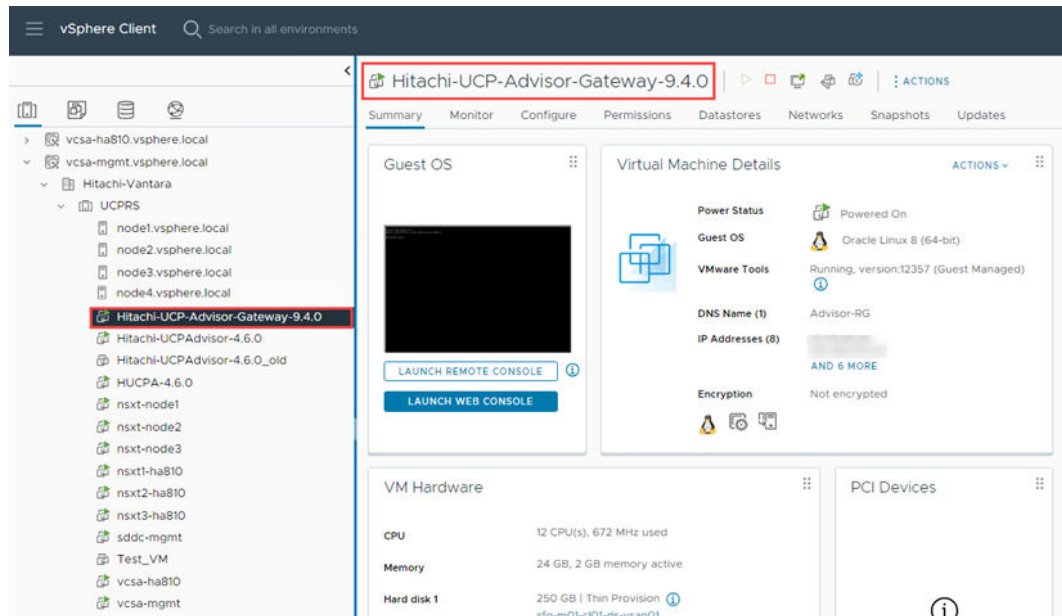 vSphere Client
Search in all environments
Hitachi-UCP-Advisor-Gateway-9.4.0
ACTIONS
Summary Monitor Configure Permissions Datastores Networks Snapshots Updates
vcsa-ha810.vsphere.local
vcsa-mgmt.vsphere.local
Hitachi-Vantara
UCPRS
node1.vsphere.local
node2.vsphere.local
node3.vsphere.local
node4.vsphere.local
Hitachi-UCP-Advisor-Gateway-9.4.0
Hitachi-UCPAdvisor-4.6.0
Hitachi-UCPAdvisor-4.6.0_old
HUCPA-4.6.0
nsxt-node1
nsxt-node2
nsxt-node3
nsxt1-ha810
nsxt2-ha810
nsxt3-ha810
sddc-mgmt
Test_VM
vcsa-ha810
vcsa-mgmt
Guest OS
LAUNCH REMOTE CONSOLE
LAUNCH WEB CONSOLE
Virtual Machine Details
ACTIONS
Power Status Powered On
Guest OS Oracle Linux 8 (64-bit)
VMware Tools Running, version:12357 (Guest Managed)
DNS Name (1) Advisor-RG
IP Addresses (8)
AND 6 MORE
Encryption Not encrypted
VM Hardware
CPU 12 CPU(s), 672 MHz used
Memory 24 GB, 2 GB memory active
Hard disk 1 250 GB | Thin Provision
sfo-m01-cl01-ds-vsan01
PCI Devices